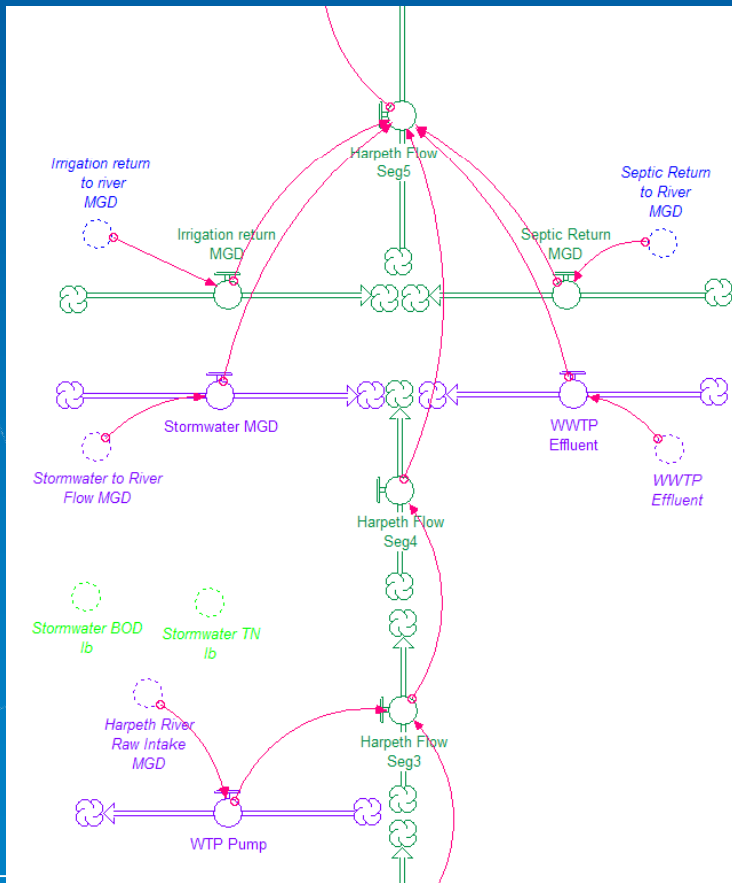 Harpeth Flow
Seg5
Irrigation return
to river
MGD
Septic Return
to River
MGD
Irrigation return
MGD
Septic Return
MGD
Stormwater MGD
WWTP
Effluent
Stormwater to River
Flow MGD
WWTP
Effluent
Harpeth Flow
Seg4
Stormwater BOD
lb
Stormwater TN
lb
Harpeth River
Raw Intake
MGD
Harpeth Flow
Seg3
WTP Pump